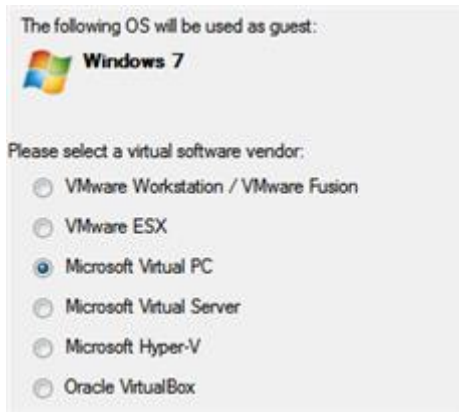 The following OS will be used as guest:
Windows 7
Please select a virtual software vendor:
VMware Workstation / VMware Fusion
VMware ESX
Microsoft Virtual PC
Microsoft Virtual Server
Microsoft Hyper-V
Oracle VirtualBox